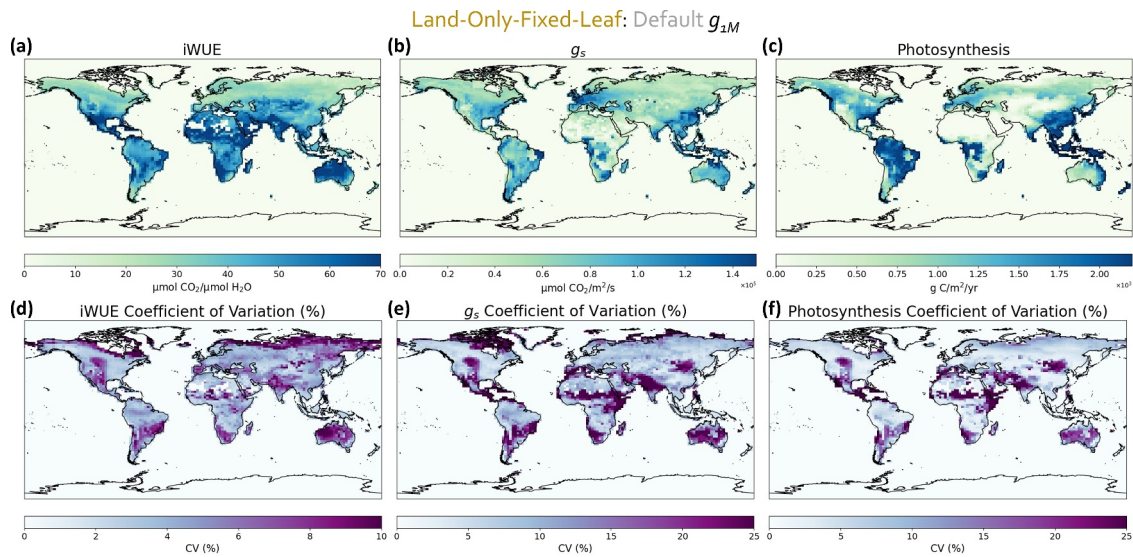 Land-Only-Fixed-Leaf: Default g1M
(a) iWUE
(b) gs
(c) Photosynthesis
0 10 20 30 40 50 60 70
µmol CO2/µmol H2O
0.0 0.2 0.4 0.6 0.8 1.0 1.2 1.4
µmol CO2/m²/s
×10⁵
0.00 0.25 0.50 0.75 1.00 1.25 1.50 1.75 2.00
g C/m²/yr
×10³
(d) iWUE Coefficient of Variation (%)
(e) gs Coefficient of Variation (%)
(f) Photosynthesis Coefficient of Variation (%)
0 2 4 6 8 10
CV (%)
0 5 10 15 20 25
CV (%)
0 5 10 15 20 25
CV (%)